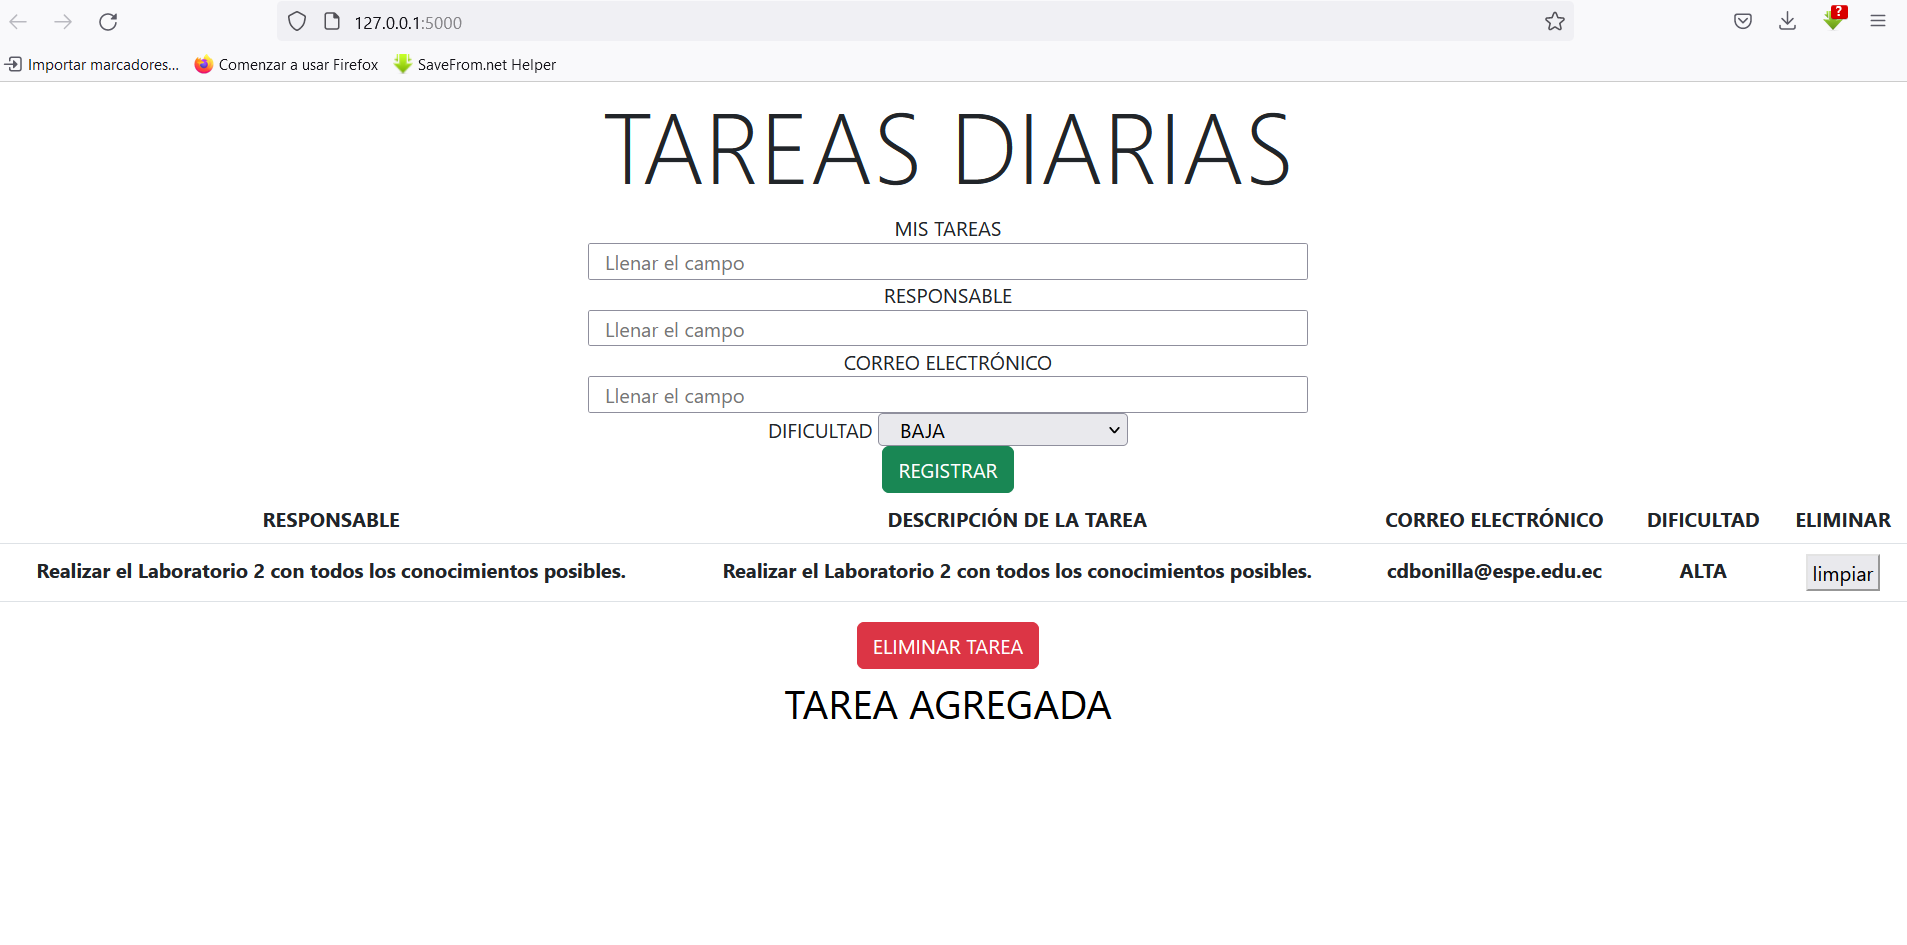 127.0.0.1:5000
?
Importar marcadores... Comenzar a usar Firefox SaveFrom.net Helper
TAREAS DIARIAS
MIS TAREAS
Llenar el campo
RESPONSABLE
Llenar el campo
CORREO ELECTRÓNICO
Llenar el campo
DIFICULTAD BAJA
REGISTRAR
RESPONSABLE DESCRIPCIÓN DE LA TAREA CORREO ELECTRÓNICO DIFICULTAD ELIMINAR
Realizar el Laboratorio 2 con todos los conocimientos posibles. Realizar el Laboratorio 2 con todos los conocimientos posibles. cdbonilla@espe.edu.ec ALTA limpiar
ELIMINAR TAREA
TAREA AGREGADA